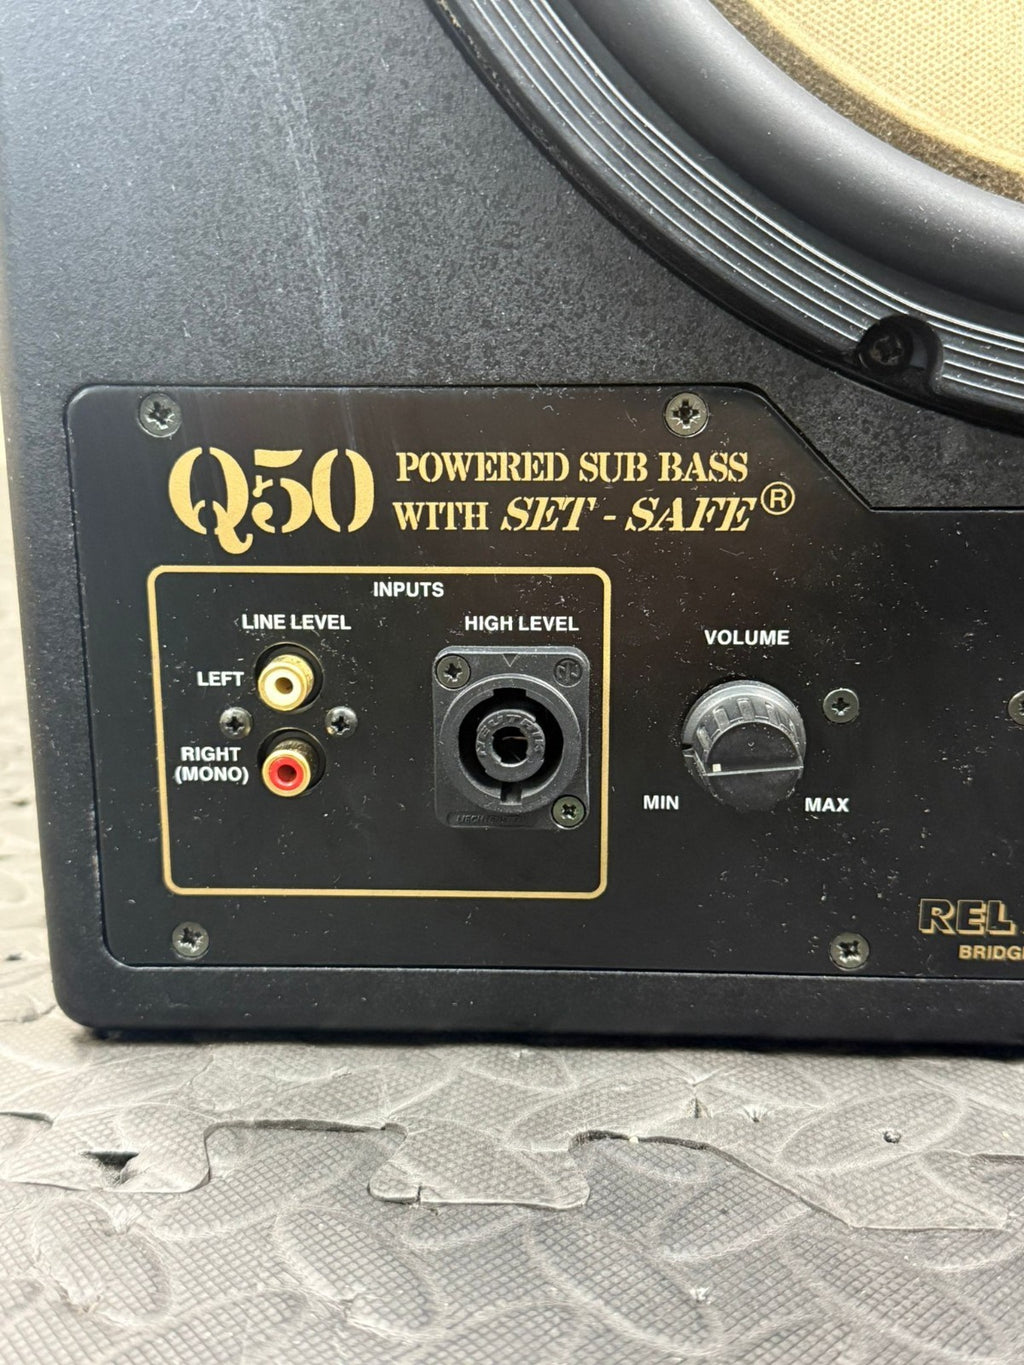 Q50 POWERED SUB BASS
WITH SET-SAFE®
INPUTS
LINE LEVEL
HIGH LEVEL
LEFT
RIGHT
(MONO)
NEUTRIK
VOLUME
MIN
MAX
REL